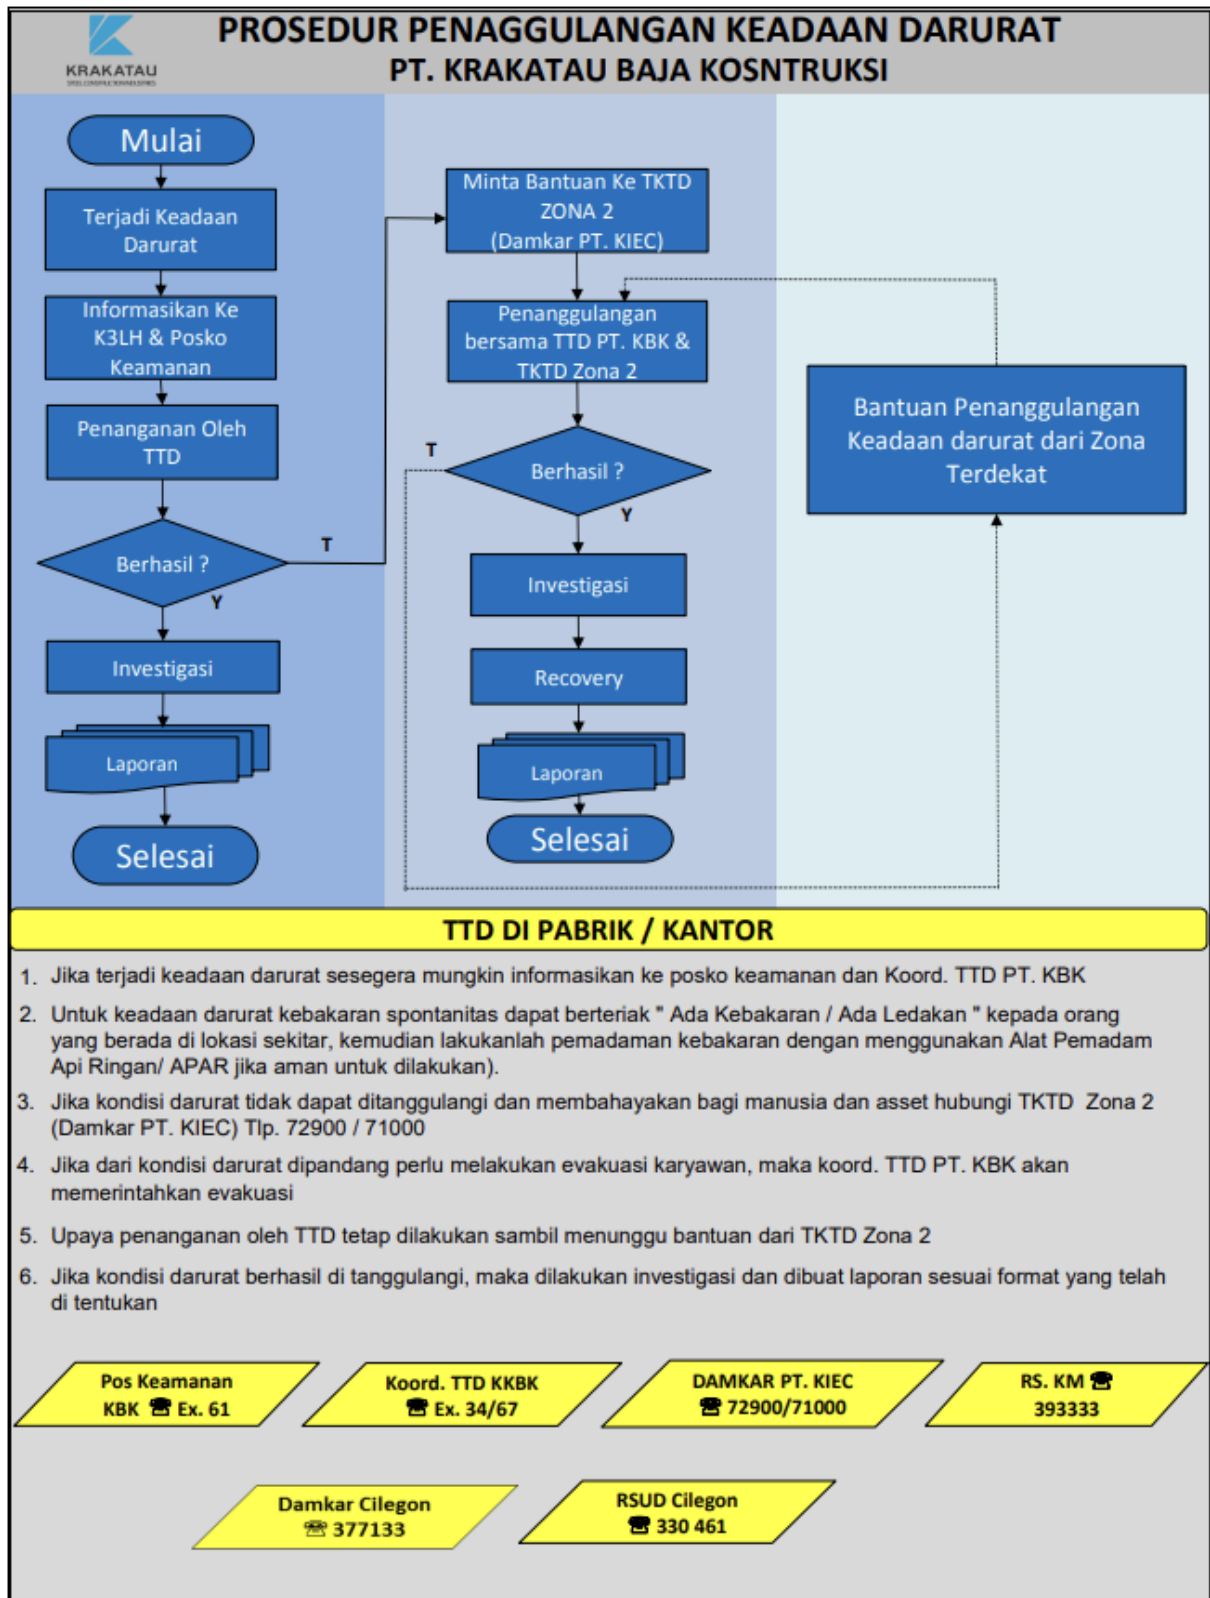 PROSEDUR PENAGGULANGAN KEADAAN DARURAT
PT. KRAKATAU BAJA KOSNTRUKSI
KRAKATAU
Mulai
Terjadi Keadaan
Darurat
Informasikan Ke
K3LH & Posko
Keamanan
Penanganan Oleh
TTD
Berhasil ?
T
Y
Investigasi
Laporan
Selesai
Minta Bantuan Ke TKTD
ZONA 2
(Damkar PT. KIEC)
Penanggulangan
bersama TTD PT. KBK &
TKTD Zona 2
T
Berhasil ?
Y
Investigasi
Recovery
Laporan
Selesai
Bantuan Penanggulangan
Keadaan darurat dari Zona
Terdekat
TTD DI PABRIK / KANTOR
1. Jika terjadi keadaan darurat sesegera mungkin informasikan ke posko keamanan dan Koord. TTD PT. KBK
2. Untuk keadaan darurat kebakaran spontanitas dapat berteriak " Ada Kebakaran / Ada Ledakan " kepada orang
yang berada di lokasi sekitar, kemudian lakukanlah pemadaman kebakaran dengan menggunakan Alat Pemadam
Api Ringan/ APAR jika aman untuk dilakukan).
3. Jika kondisi darurat tidak dapat ditanggulangi dan membahayakan bagi manusia dan asset hubungi TKTD Zona 2
(Damkar PT. KIEC) Tlp. 72900 / 71000
4. Jika dari kondisi darurat dipandang perlu melakukan evakuasi karyawan, maka koord. TTD PT. KBK akan
memerintahkan evakuasi
5. Upaya penanganan oleh TTD tetap dilakukan sambil menunggu bantuan dari TKTD Zona 2
6. Jika kondisi darurat berhasil di tanggulangi, maka dilakukan investigasi dan dibuat laporan sesuai format yang telah
di tentukan
Pos Keamanan
KBK ☎ Ex. 61
Koord. TTD KKBK
☎ Ex. 34/67
DAMKAR PT. KIEC
☎ 72900/71000
RS. KM ☎
393333
Damkar Cilegon
☎ 377133
RSUD Cilegon
☎ 330 461